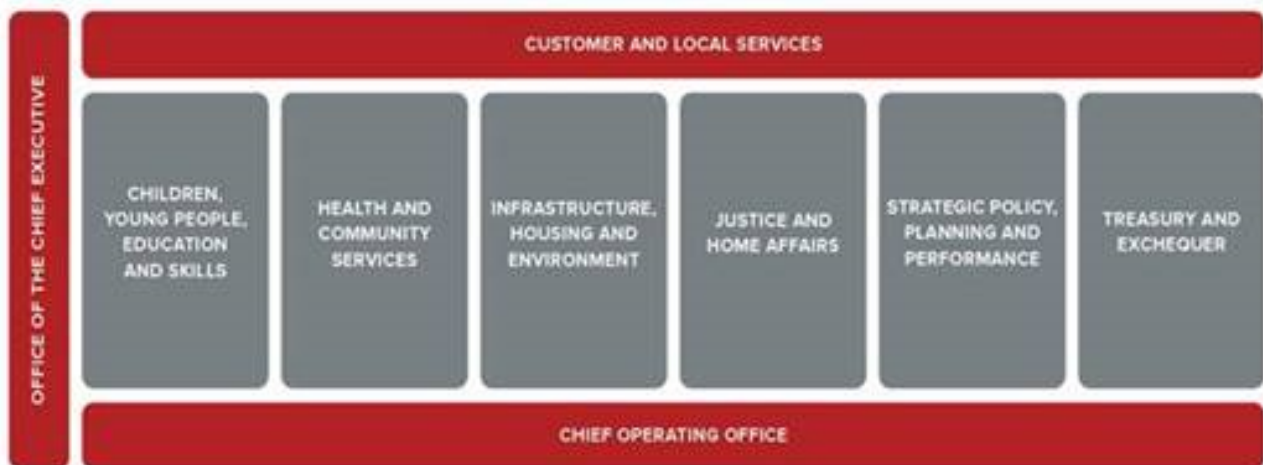 OFFICE OF THE CHIEF EXECUTIVE
CUSTOMER AND LOCAL SERVICES
CHILDREN,
YOUNG PEOPLE,
EDUCATION
AND SKILLS
HEALTH AND
COMMUNITY
SERVICES
INFRASTRUCTURE,
HOUSING AND
ENVIRONMENT
JUSTICE AND
HOME AFFAIRS
STRATEGIC POLICY,
PLANNING AND
PERFORMANCE
TREASURY AND
EXCHEQUER
CHIEF OPERATING OFFICE